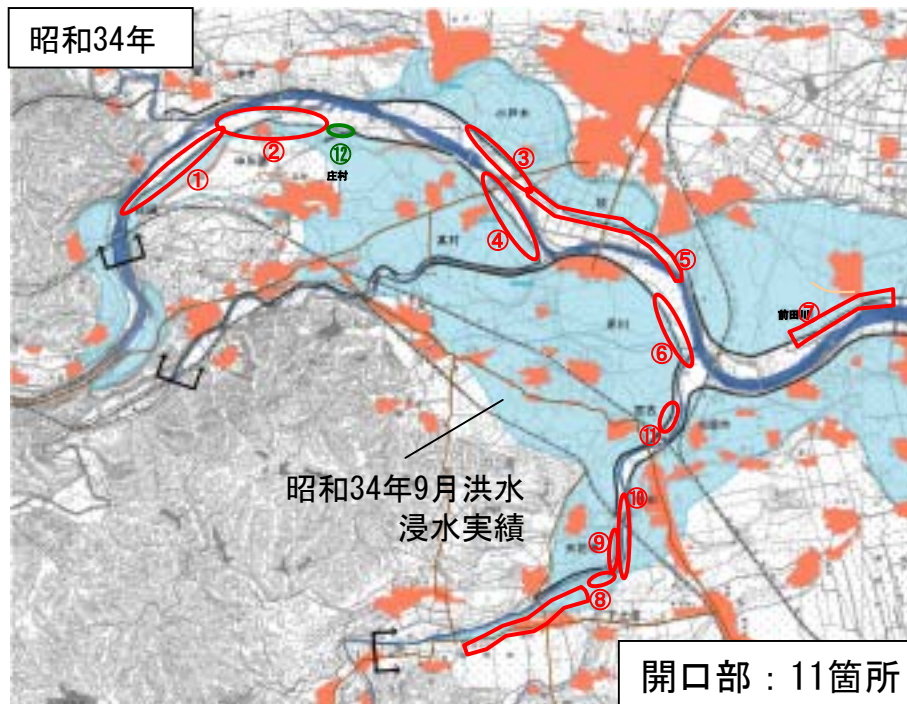 昭和34年
①
②
⑫
庄村
③
④
⑤
⑥
前田川
⑦
⑪
昭和34年9月洪水
浸水実績
⑩
⑨
⑧
開口部：11箇所